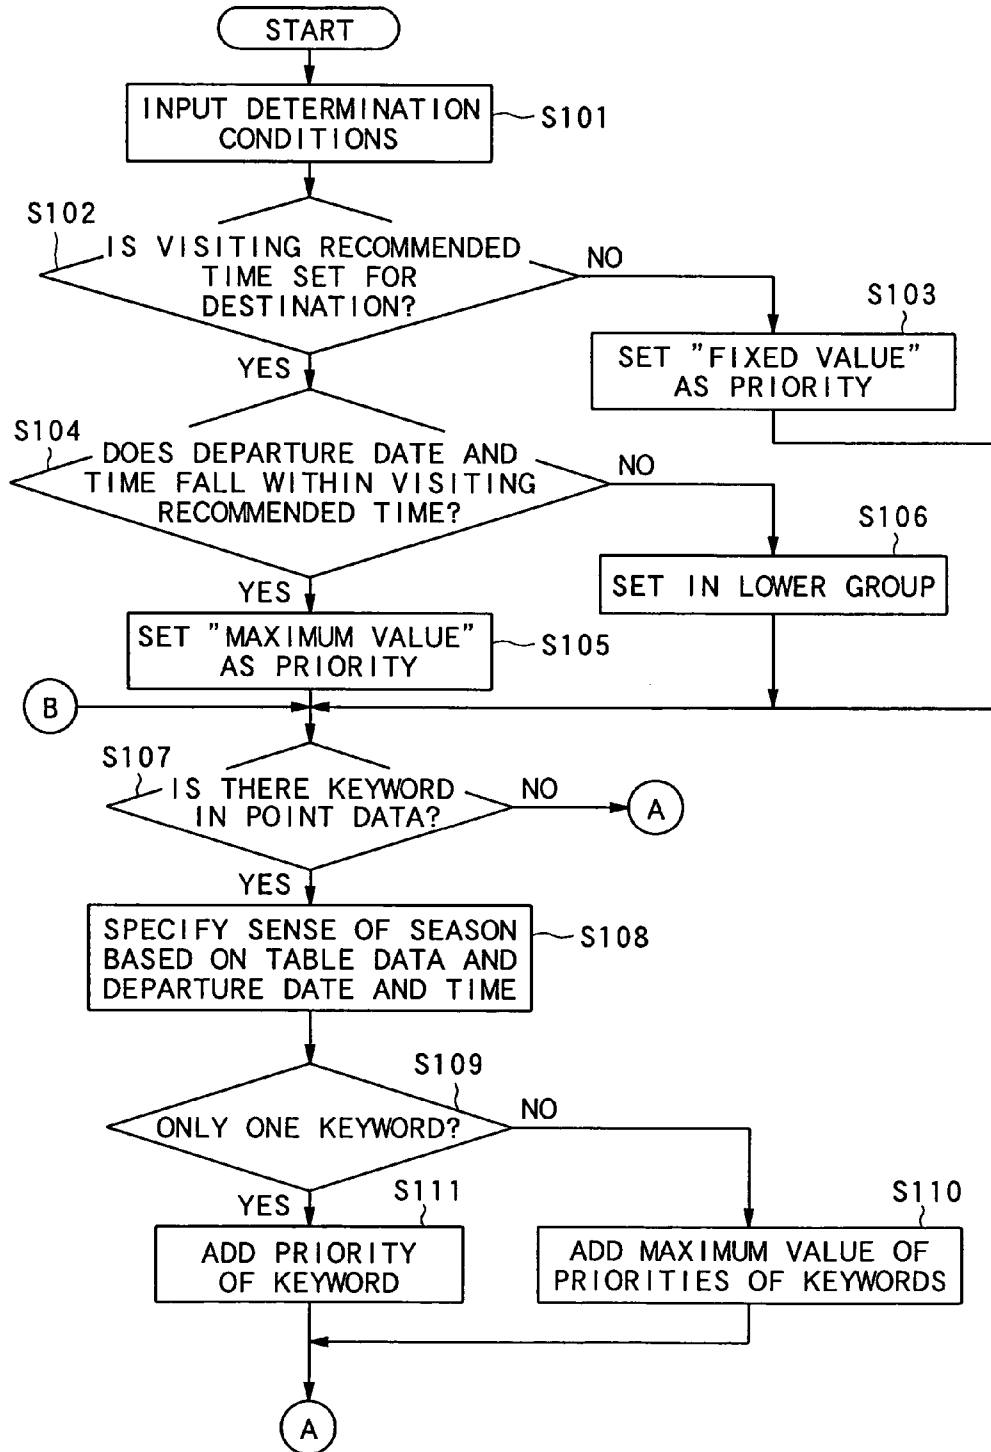 START
INPUT DETERMINATION
CONDITIONS
S101
S102
IS VISITING RECOMMENDED
TIME SET FOR
DESTINATION?
NO
YES
S103
SET "FIXED VALUE"
AS PRIORITY
S104
DOES DEPARTURE DATE AND
TIME FALL WITHIN VISITING
RECOMMENDED TIME?
NO
YES
S106
SET IN LOWER GROUP
SET "MAXIMUM VALUE"
AS PRIORITY
S105
B
S107
IS THERE KEYWORD
IN POINT DATA?
NO
A
YES
SPECIFY SENSE OF SEASON
BASED ON TABLE DATA AND
DEPARTURE DATE AND TIME
S108
S109
ONLY ONE KEYWORD?
NO
YES
S111
ADD PRIORITY
OF KEYWORD
S110
ADD MAXIMUM VALUE OF
PRIORITIES OF KEYWORDS
A